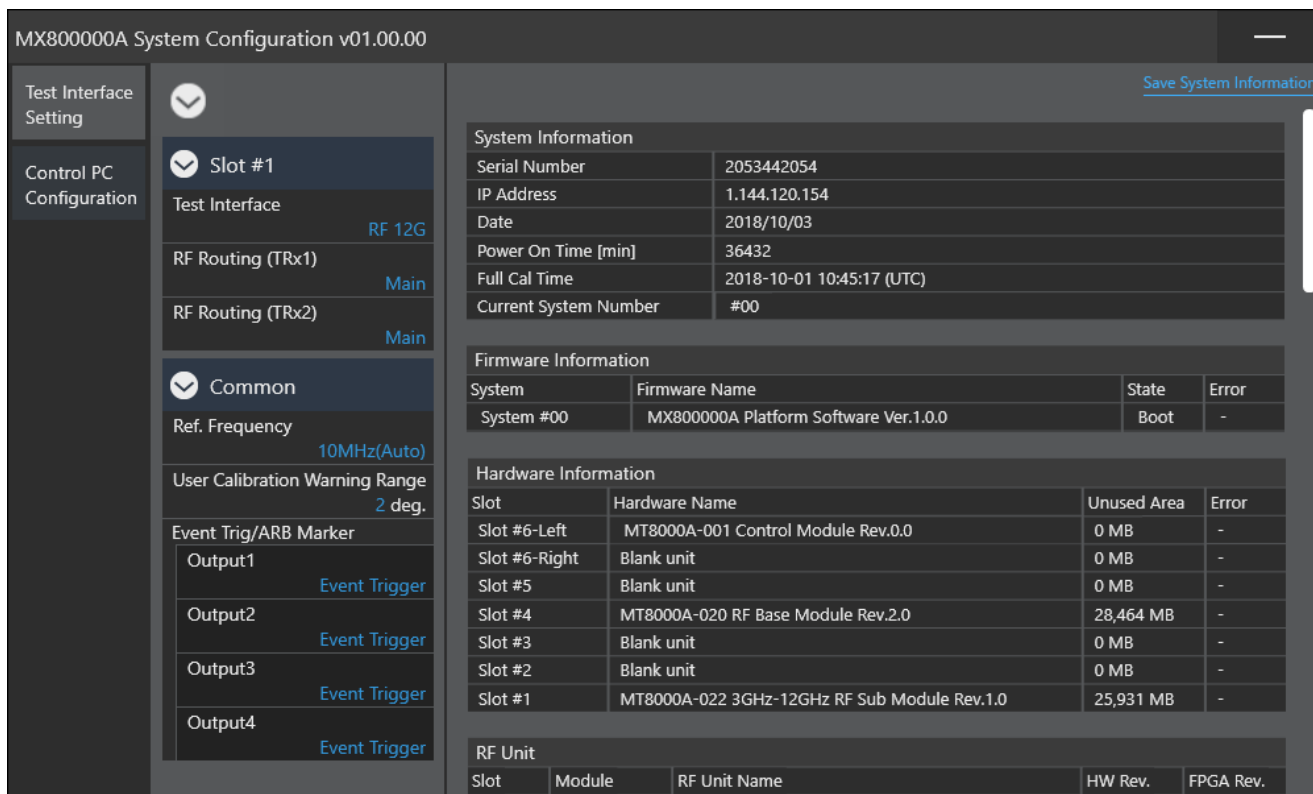 MX800000A System Configuration v01.00.00
Test Interface
Setting
Control PC
Configuration
Slot #1
Test Interface
RF 12G
RF Routing (TRx1)
Main
RF Routing (TRx2)
Main
Common
Ref. Frequency
10MHz(Auto)
User Calibration Warning Range
2 deg.
Event Trig/ARB Marker
Output1
Event Trigger
Output2
Event Trigger
Output3
Event Trigger
Output4
Event Trigger
Save System Information
System Information
Serial Number 2053442054
IP Address 1.144.120.154
Date 2018/10/03
Power On Time [min] 36432
Full Cal Time 2018-10-01 10:45:17 (UTC)
Current System Number #00
Firmware Information
System Firmware Name State Error
System #00 MX800000A Platform Software Ver.1.0.0 Boot -
Hardware Information
Slot Hardware Name Unused Area Error
Slot #6-Left MT8000A-001 Control Module Rev.0.0 0 MB -
Slot #6-Right Blank unit 0 MB -
Slot #5 Blank unit 0 MB -
Slot #4 MT8000A-020 RF Base Module Rev.2.0 28,464 MB -
Slot #3 Blank unit 0 MB -
Slot #2 Blank unit 0 MB -
Slot #1 MT8000A-022 3GHz-12GHz RF Sub Module Rev.1.0 25,931 MB -
RF Unit
Slot Module RF Unit Name HW Rev. FPGA Rev.